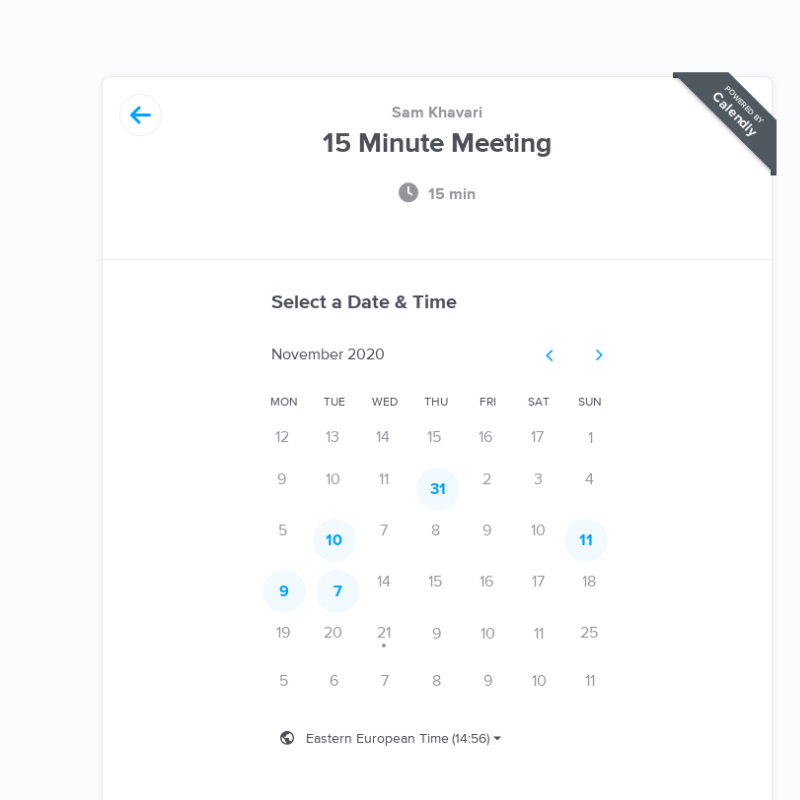 Sam Khavari
POWERED BY
Calendly
15 Minute Meeting
15 min
Select a Date & Time
November 2020
MON TUE WED THU FRI SAT SUN
12 13 14 15 16 17 1
9 10 11 31 2 3 4
5 10 7 8 9 10 11
9 7 14 15 16 17 18
19 20 21 9 10 11 25
5 6 7 8 9 10 11
Eastern European Time (14:56)